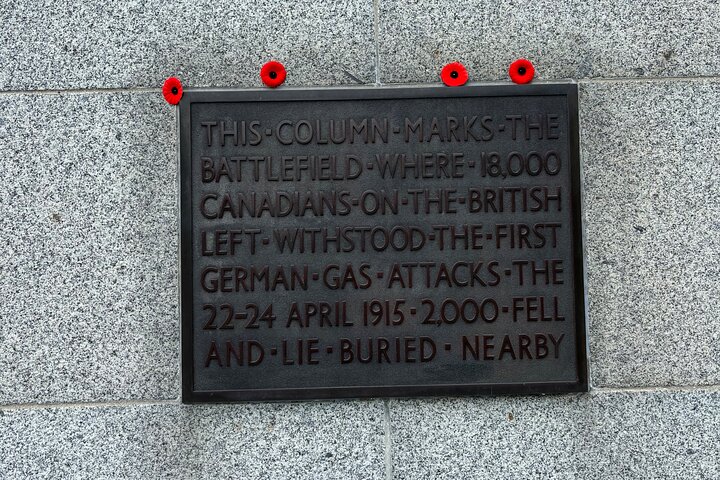 THIS·COLUMN·MARKS·THE
BATTLEFIELD·WHERE·18,000
CANADIANS·ON·THE·BRITISH
LEFT·WITHSTOOD·THE·FIRST
GERMAN·GAS·ATTACKS·THE
22-24 APRIL 1915·2,000·FELL
AND·LIE·BURIED·NEARBY